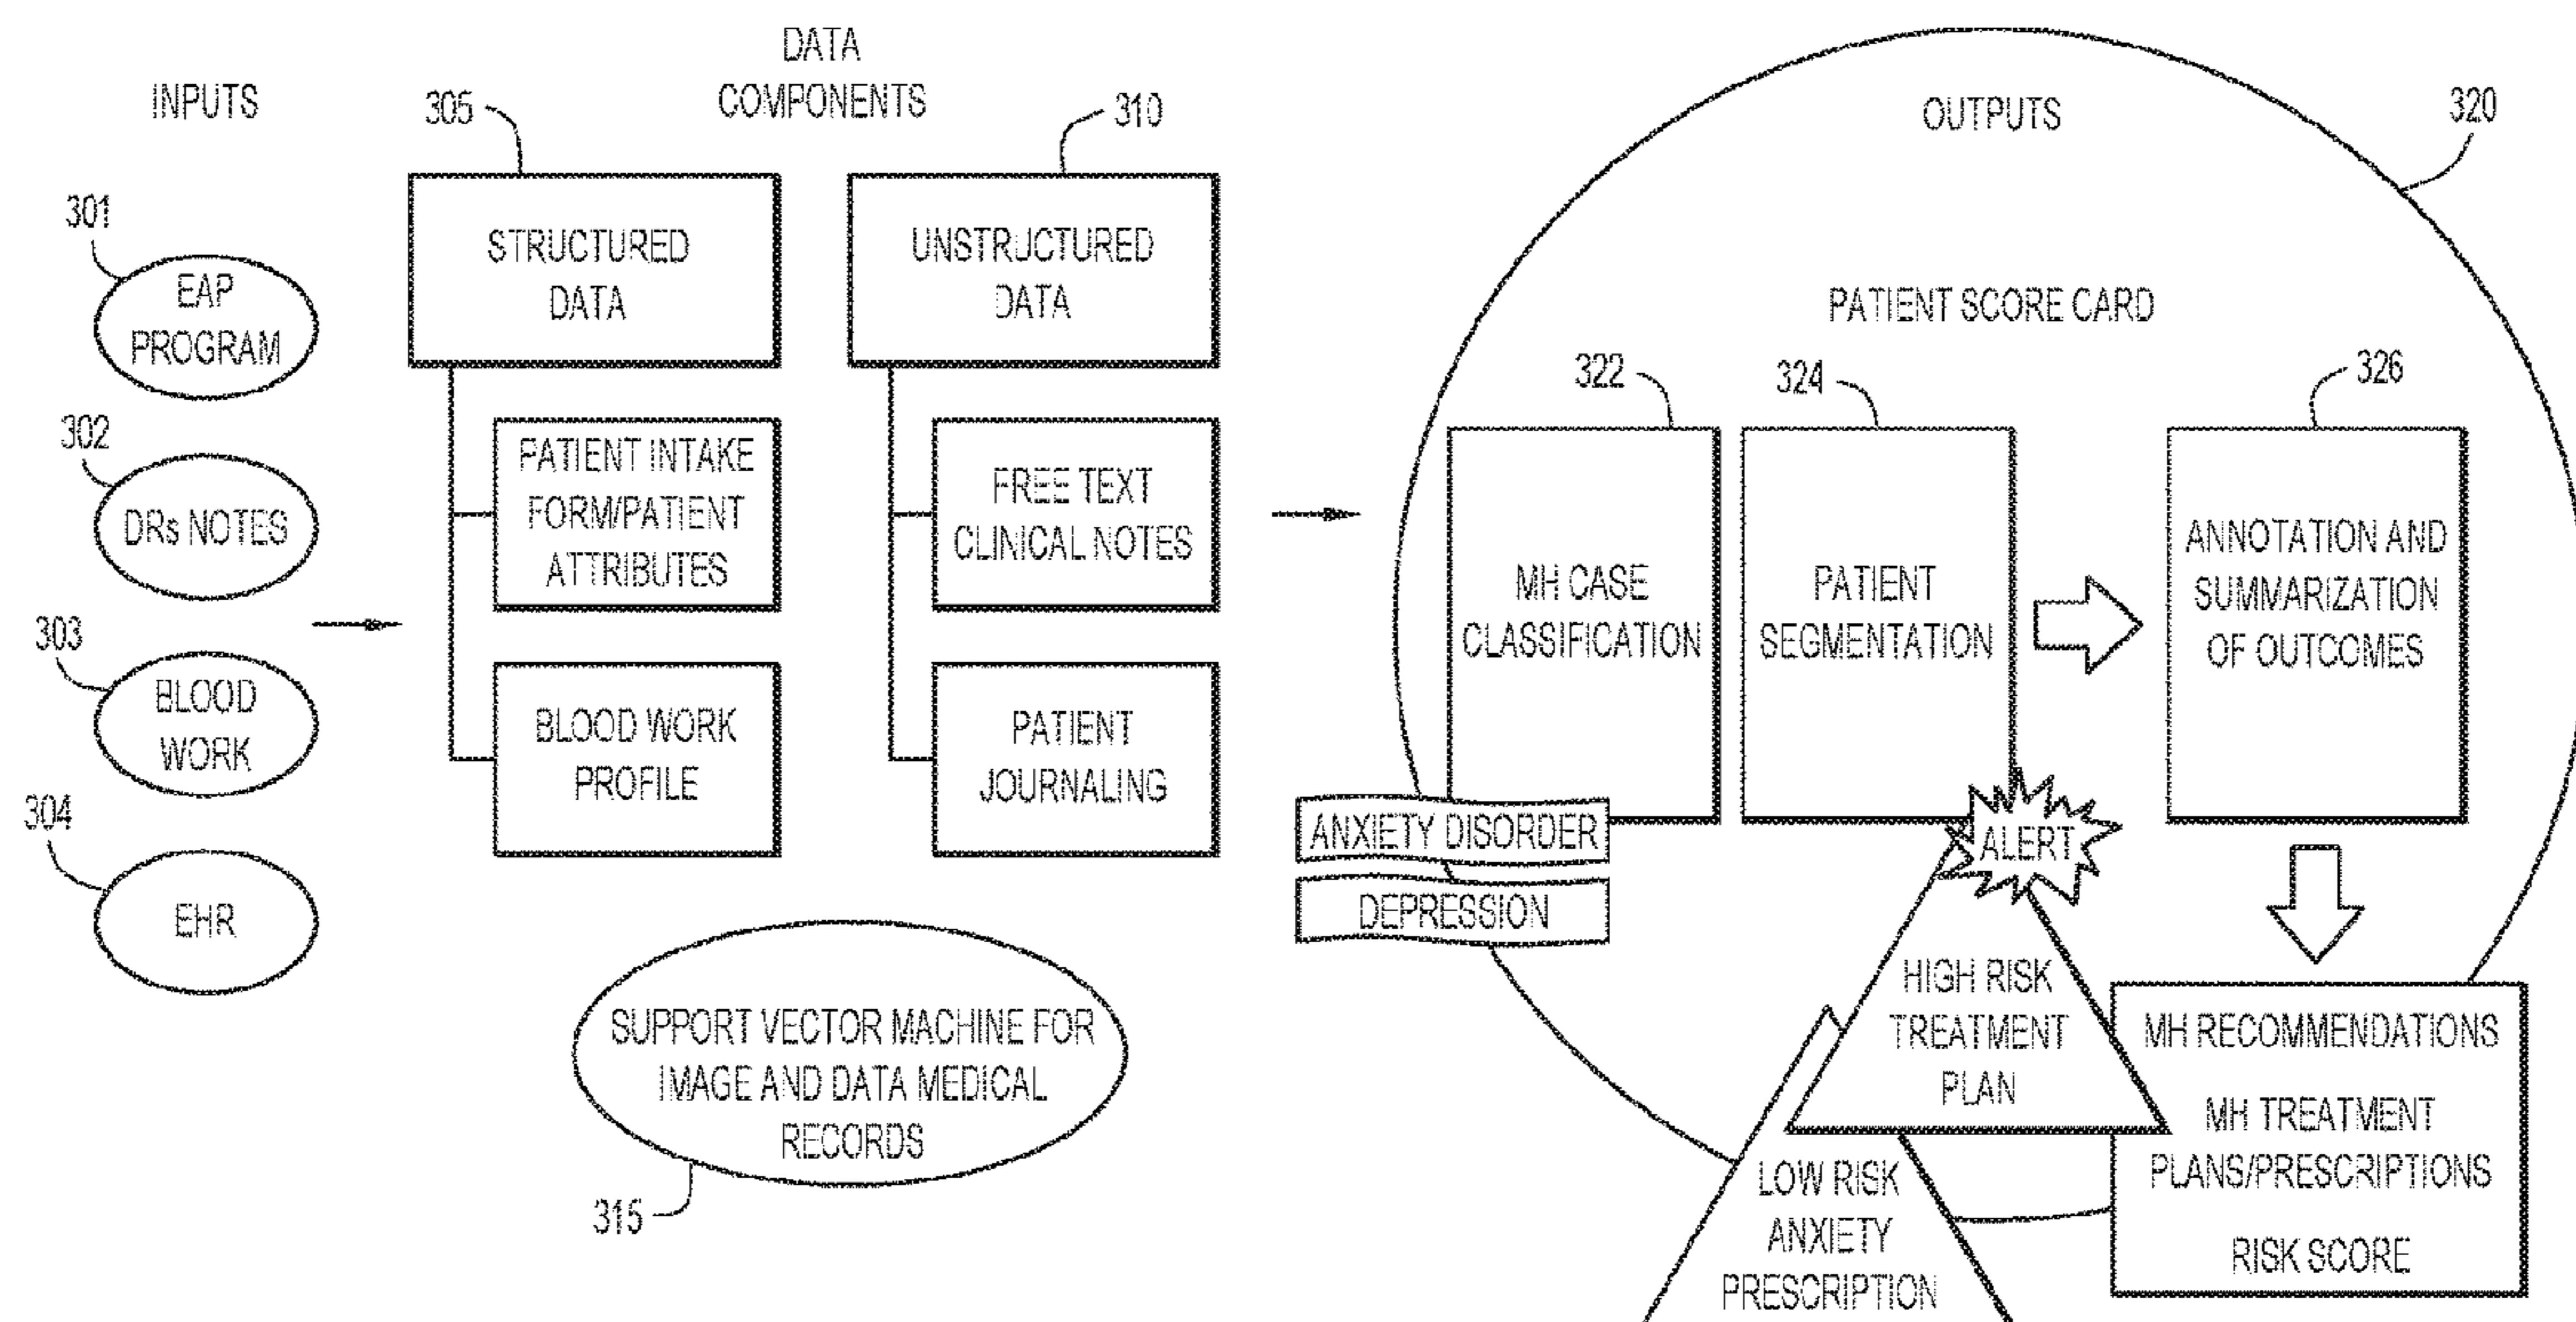 INPUTS
301
EAP
PROGRAM
302
DRs NOTES
303
BLOOD
WORK
304
EHR
DATA
COMPONENTS
305
STRUCTURED
DATA
PATIENT INTAKE
FORM/PATIENT
ATTRIBUTES
BLOOD WORK
PROFILE
310
UNSTRUCTURED
DATA
FREE TEXT
CLINICAL NOTES
PATIENT
JOURNALING
SUPPORT VECTOR MACHINE FOR
IMAGE AND DATA MEDICAL
RECORDS
315
OUTPUTS
320
PATIENT SCORE CARD
322
MH CASE
CLASSIFICATION
324
PATIENT
SEGMENTATION
326
ANNOTATION AND
SUMMARIZATION
OF OUTCOMES
ANXIETY DISORDER
DEPRESSION
ALERT
HIGH RISK
TREATMENT
PLAN
LOW RISK
ANXIETY
PRESCRIPTION
MH RECOMMENDATIONS
MH TREATMENT
PLANS/PRESCRIPTIONS
RISK SCORE